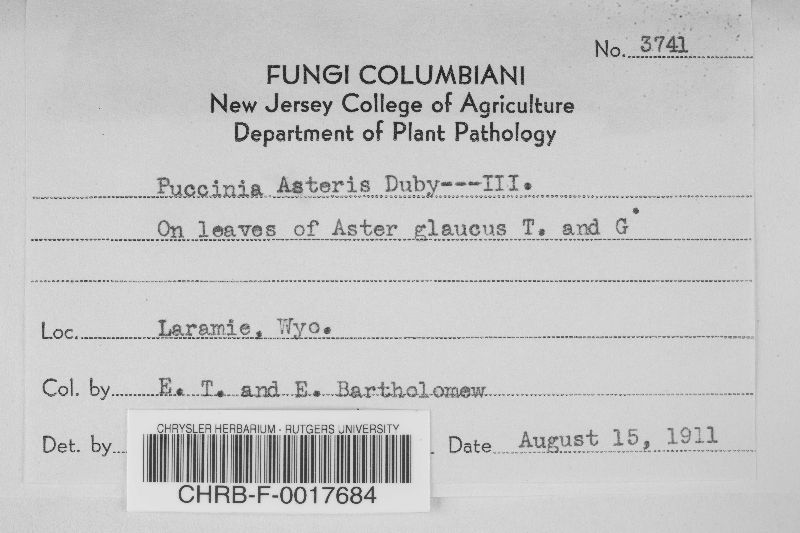 No. 3741
FUNGI COLUMBIANI
New Jersey College of Agriculture
Department of Plant Pathology
Puccinia Asteris Duby---III.
On leaves of Aster glaucus T. and G.
Loc. Laramie, Wyo.
Col. by E. T. and E. Bartholomew
Det. by
Date August 15, 1911
CHRYSLER HERBARIUM - RUTGERS UNIVERSITY
CHRB-F-0017684